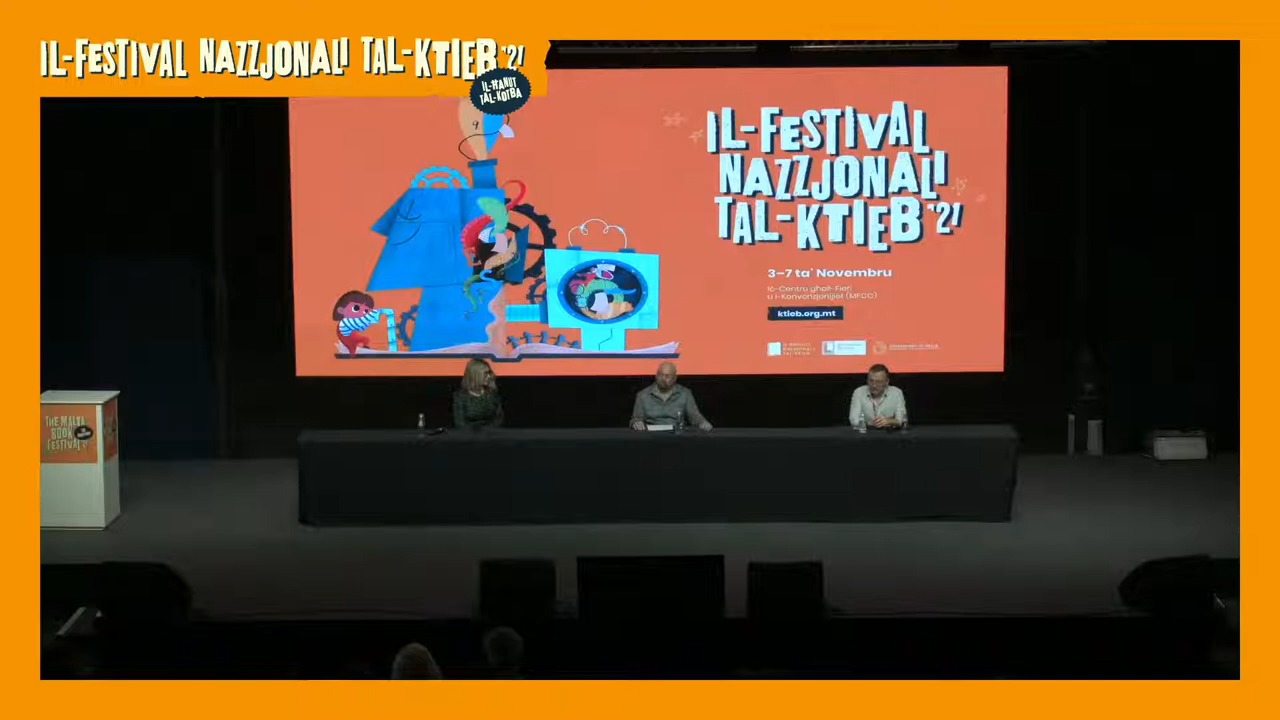 IL-FESTIVAL NAZZJONALI TAL-KTIEB '21
IL-ĦANUT
TAL-KOTBA
IL-FESTIVAL
NAZZJONALI
TAL-KTIEB '21
3–7 ta' Novembru
iċ-Ċentru għall-Fieri
u l-Konvenzjonijiet (MFCC)
ktieb.org.mt
THE MALTA
BOOK
FESTIVAL